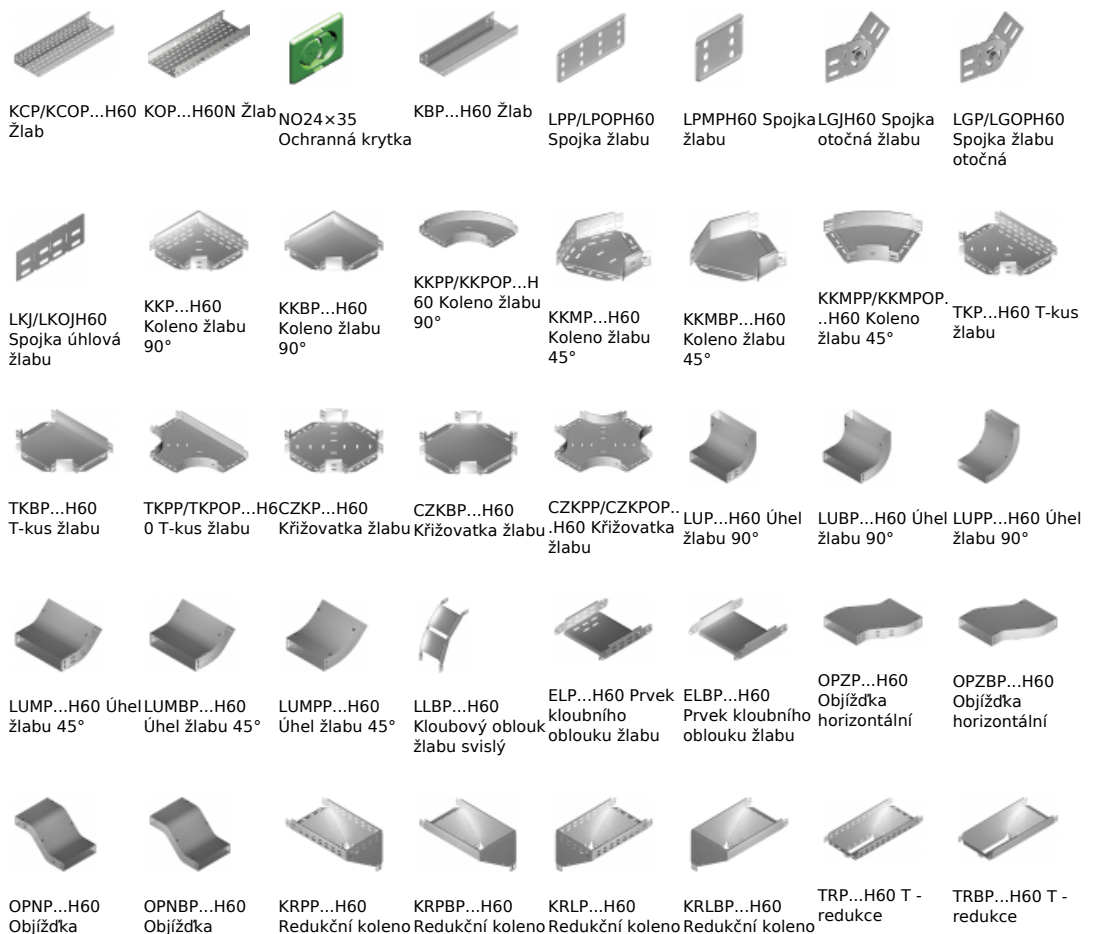 KCP/KCOP...H60
Žlab
KOP...H60N Žlab
NO24×35
Ochranná krytka
KBP...H60 Žlab
LPP/LPOPH60
Spojka žlabu
LPMPH60 Spojka
žlabu
LGJH60 Spojka
otočná žlabu
LGP/LGOPH60
Spojka žlabu
otočná
LKJ/LKOJH60
Spojka úhlová
žlabu
KKP...H60
Koleno žlabu
90°
KKBP...H60
Koleno žlabu
90°
KKPP/KKPOP...H
60 Koleno žlabu
90°
KKMP...H60
Koleno žlabu
45°
KKMBP...H60
Koleno žlabu
45°
KKMPP/KKMPOP.
..H60 Koleno
žlabu 45°
TKP...H60 T-kus
žlabu
TKBP...H60
T-kus žlabu
TKPP/TKPOP...H6
0 T-kus žlabu
CZKP...H60
Křižovatka žlabu
CZKBP...H60
Křižovatka žlabu
CZKPP/CZKPOP..
.H60 Křižovatka
žlabu
LUP...H60 Úhel
žlabu 90°
LUBP...H60 Úhel
žlabu 90°
LUPP...H60 Úhel
žlabu 90°
LUMP...H60 Úhel
žlabu 45°
LUMBP...H60
Úhel žlabu 45°
LUMPP...H60
Úhel žlabu 45°
LLBP...H60
Kloubový oblouk
žlabu svislý
ELP...H60 Prvek
kloubního
oblouku žlabu
ELBP...H60
Prvek kloubního
oblouku žlabu
OPZP...H60
Objížďka
horizontální
OPZBP...H60
Objížďka
horizontální
OPNP...H60
Objížďka
OPNBP...H60
Objížďka
KRPP...H60
Redukční koleno
KRPBP...H60
Redukční koleno
KRLP...H60
Redukční koleno
KRLBP...H60
Redukční koleno
TRP...H60 T -
redukce
TRBP...H60 T -
redukce